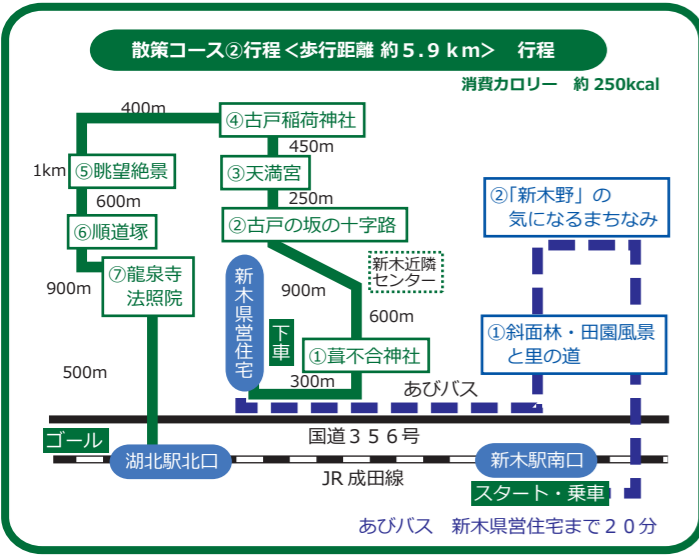 散策コース②行程＜歩行距離 約５.９ｋｍ＞　行程
消費カロリー　約 250kcal
400m
④古戸稲荷神社
450m
1km
⑤眺望絶景
③天満宮
600m
250m
②「新木野」の
気になるまちなみ
⑥順道塚
②古戸の坂の十字路
新木近隣
センター
900m
⑦龍泉寺
法照院
新木県営住宅
900m
600m
下車
①葺不合神社
①斜面林・田園風景
と里の道
500m
300m
あびバス
国道３５６号
ゴール
湖北駅北口
新木駅南口
JR 成田線
スタート・乗車
あびバス　新木県営住宅まで２０分